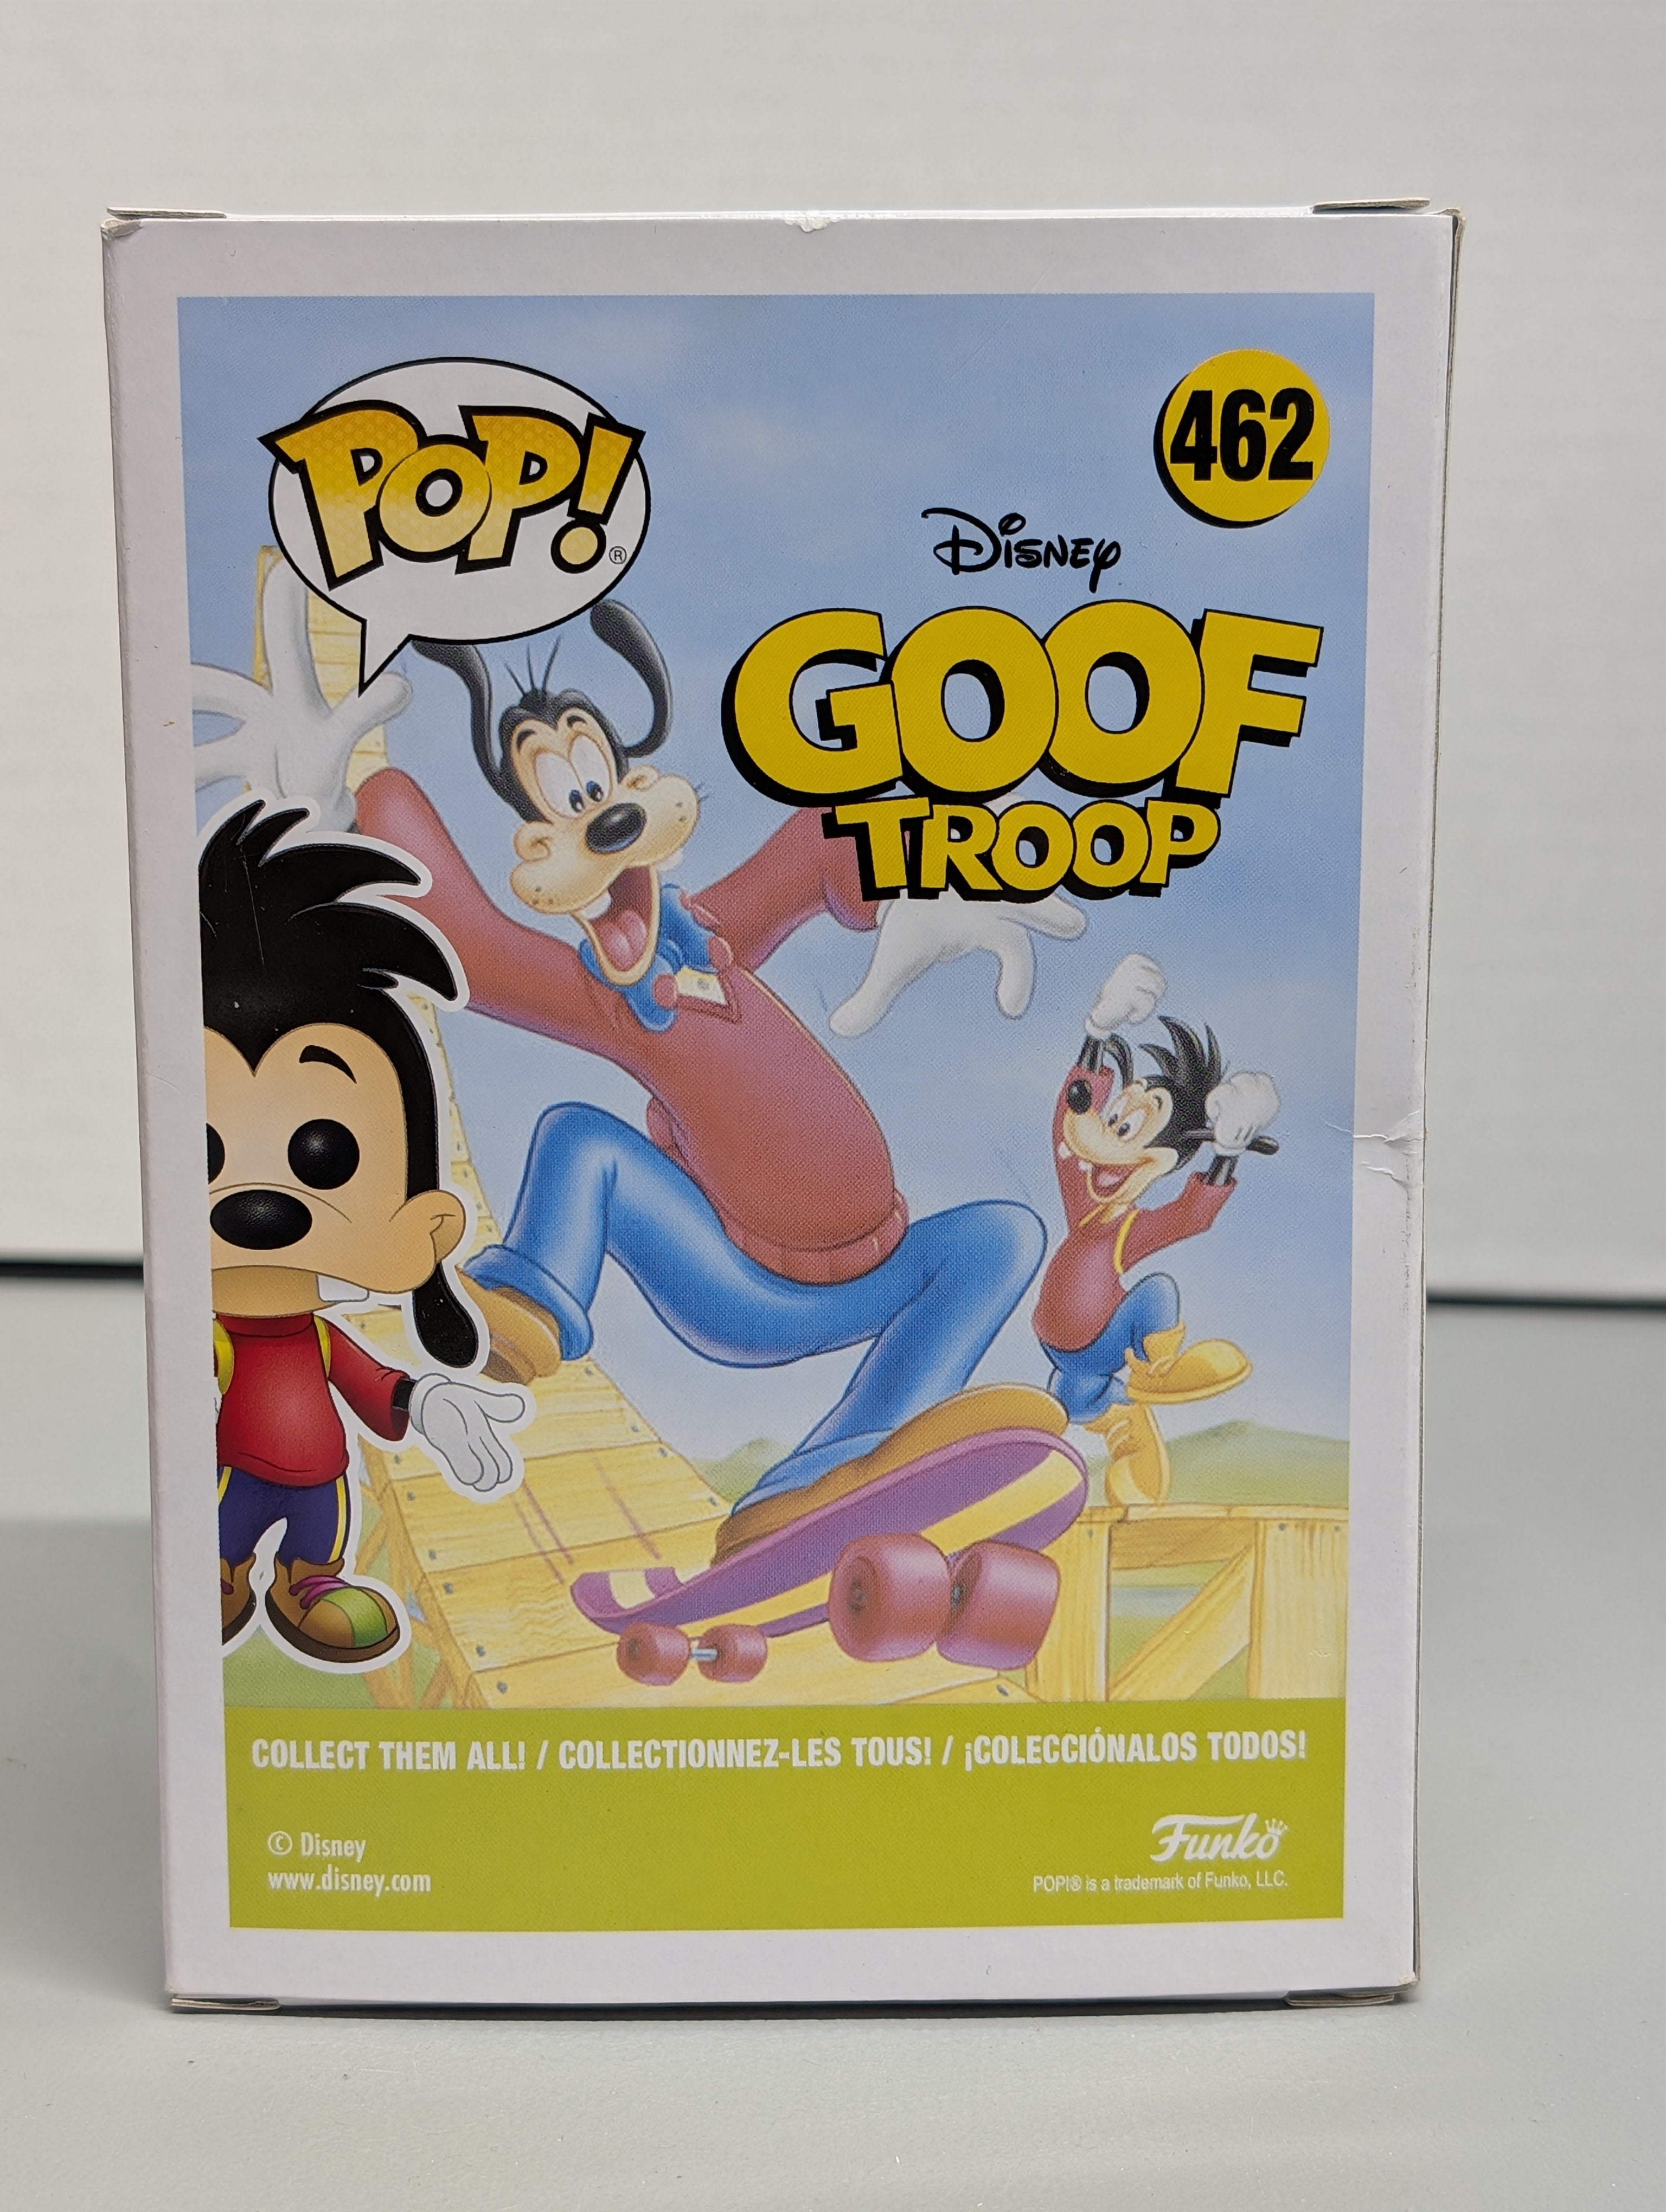 POP!®
462
Disney
GOOF
TROOP
COLLECT THEM ALL! / COLLECTIONNEZ-LES TOUS! / ¡COLECCIÓNALOS TODOS!
© Disney
www.disney.com
Funko
POP!® is a trademark of Funko, LLC.